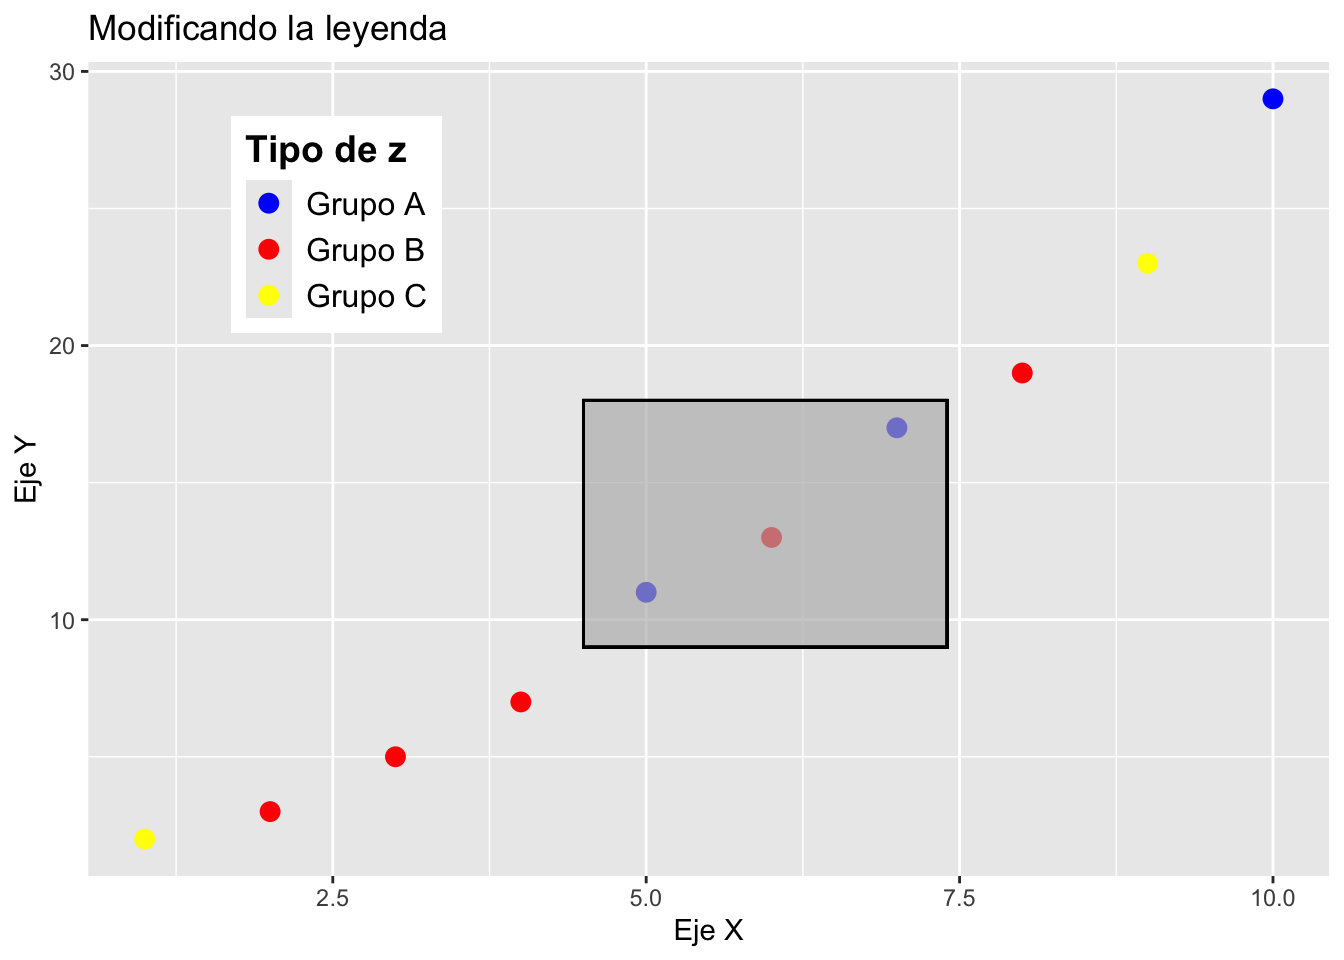 Modificando la leyenda
30
20
10
Eje Y
Tipo de z
Grupo A
Grupo B
Grupo C
2.5 5.0 7.5 10.0
Eje X